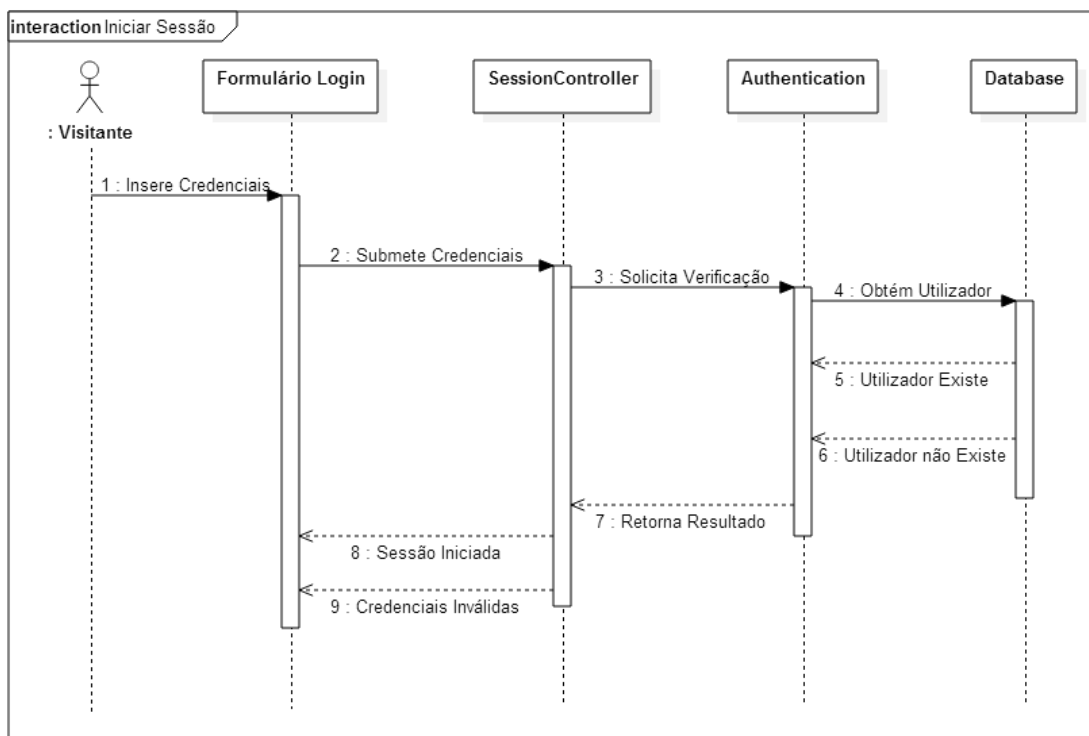 interaction Iniciar Sessão
Formulário Login
SessionController
Authentication
Database
: Visitante
1 : Insere Credenciais
2 : Submete Credenciais
3 : Solicita Verificação
4 : Obtém Utilizador
5 : Utilizador Existe
6 : Utilizador não Existe
7 : Retorna Resultado
8 : Sessão Iniciada
9 : Credenciais Inválidas